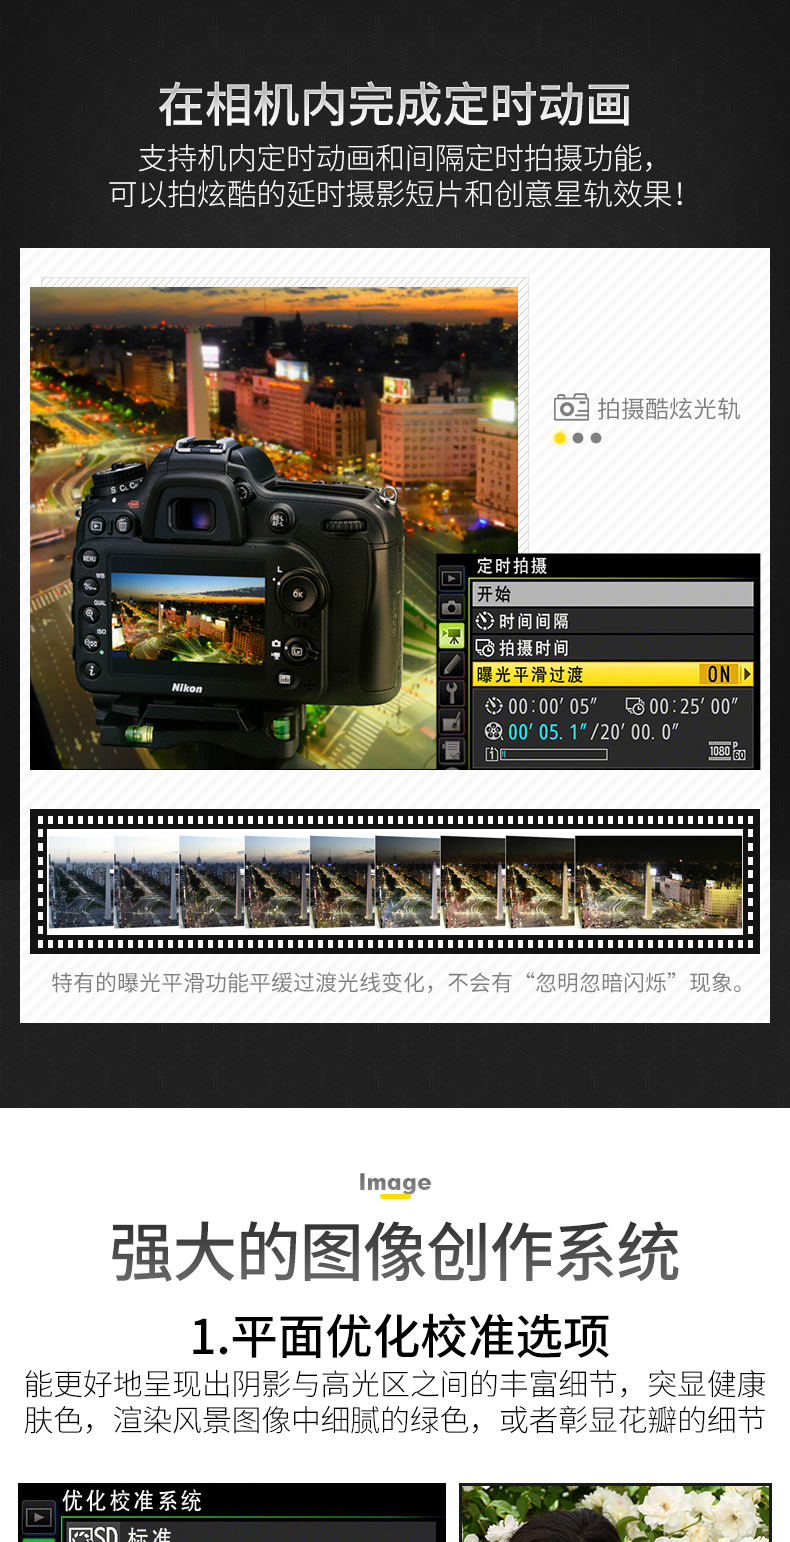 在相机内完成定时动画
支持机内定时动画和间隔定时拍摄功能，
可以拍炫酷的延时摄影短片和创意星轨效果！
拍摄酷炫光轨
S CL C
MENU
WB
QUAL
ISO
AE-L
AF-L
L
OK
Lv
info
i
Nikon
定时拍摄
开始
时间间隔
拍摄时间
曝光平滑过渡 ON
00:00′ 05″ 00:25′ 00″
00′ 05. 1″/20′ 00. 0″
1080 P 60
特有的曝光平滑功能平缓过渡光线变化，不会有“忽明忽暗闪烁”现象。
Image
强大的图像创作系统
1.平面优化校准选项
能更好地呈现出阴影与高光区之间的丰富细节，突显健康
肤色，渲染风景图像中细腻的绿色，或者彰显花瓣的细节
优化校准系统
SD 标准